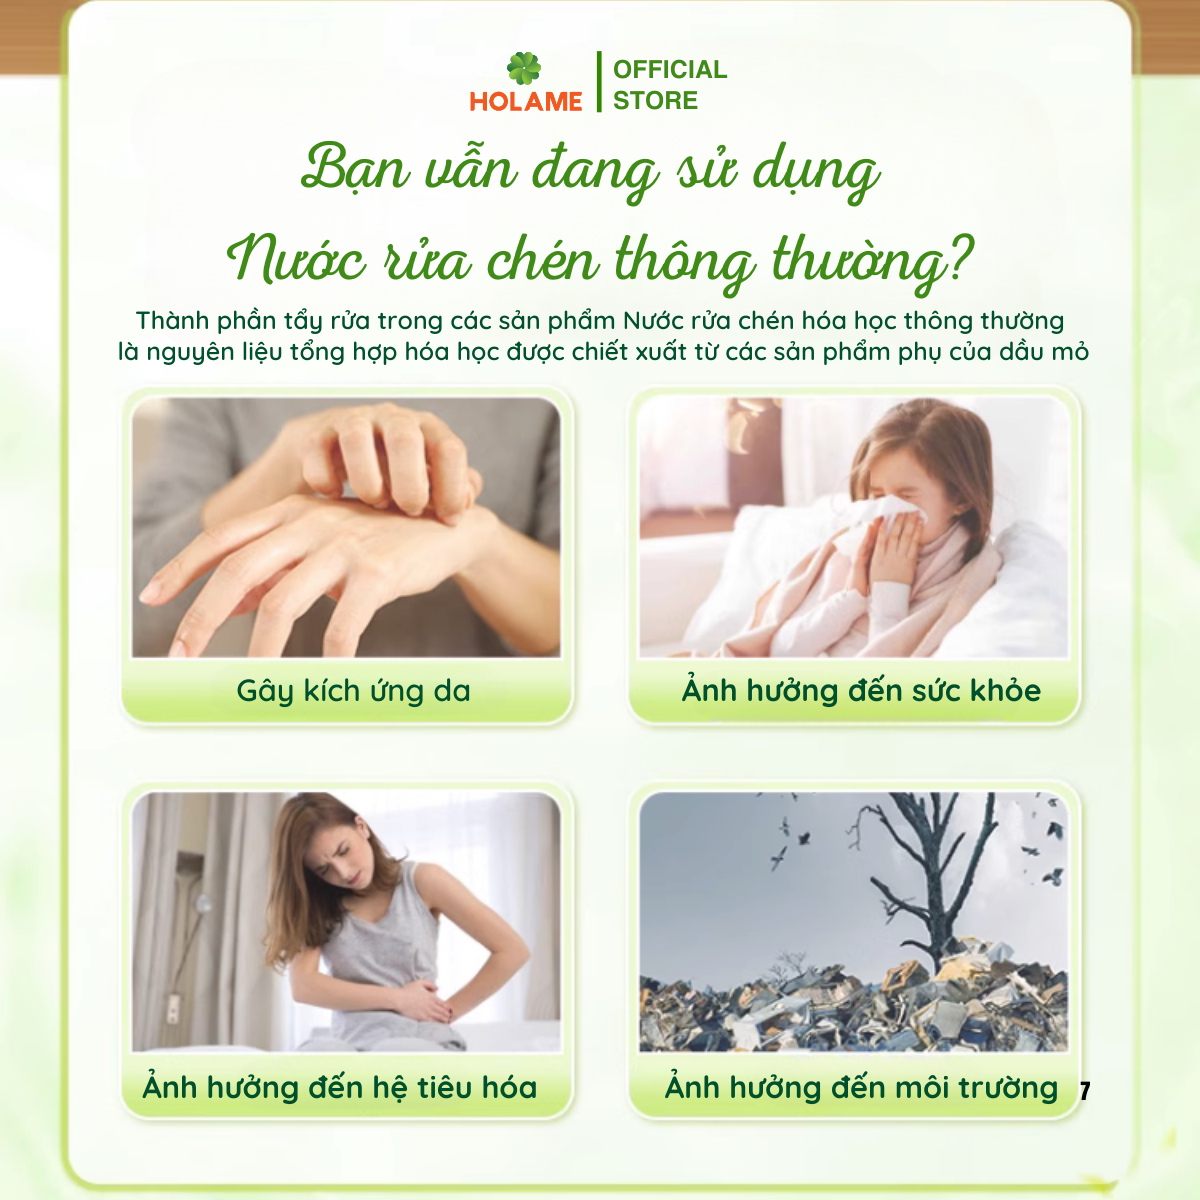 HOLAME
OFFICIAL
STORE
Bạn vẫn đang sử dụng
Nước rửa chén thông thường?
Thành phần tẩy rửa trong các sản phẩm Nước rửa chén hóa học thông thường
là nguyên liệu tổng hợp hóa học được chiết xuất từ các sản phẩm phụ của dầu mỏ
Gây kích ứng da
Ảnh hưởng đến sức khỏe
Ảnh hưởng đến hệ tiêu hóa
Ảnh hưởng đến môi trường
7